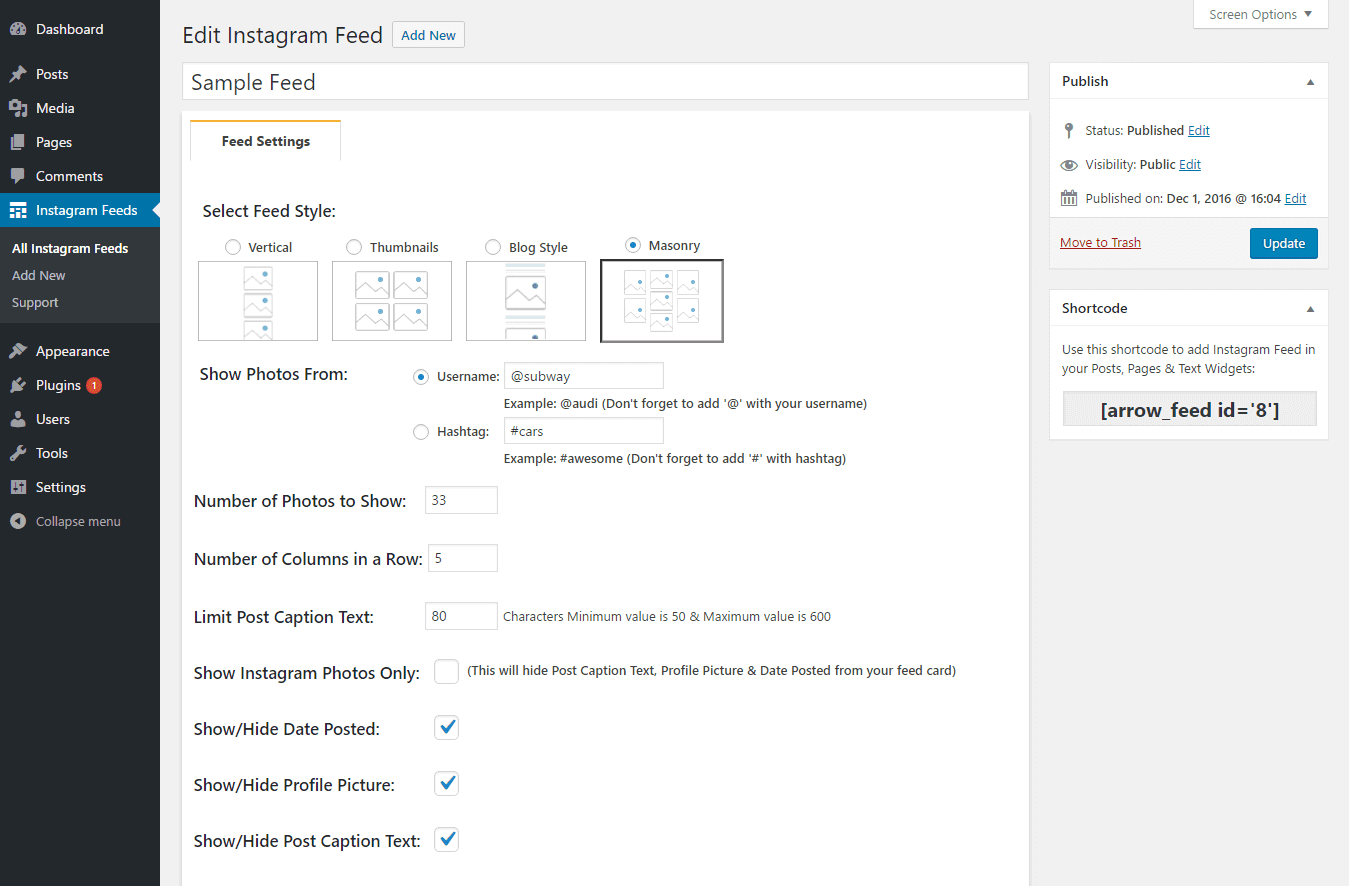 Dashboard
Posts
Media
Pages
Comments
Instagram Feeds
All Instagram Feeds
Add New
Support
Appearance
Plugins 1
Users
Tools
Settings
Collapse menu
Screen Options
Edit Instagram Feed Add New
Sample Feed
Feed Settings
Select Feed Style:
Vertical Thumbnails Blog Style Masonry
Show Photos From: Username: @subway
Example: @audi (Don't forget to add '@' with your username)
Hashtag: #cars
Example: #awesome (Don't forget to add '#' with hashtag)
Number of Photos to Show: 33
Number of Columns in a Row: 5
Limit Post Caption Text: 80 Characters Minimum value is 50 & Maximum value is 600
Show Instagram Photos Only: (This will hide Post Caption Text, Profile Picture & Date Posted from your feed card)
Show/Hide Date Posted:
Show/Hide Profile Picture:
Show/Hide Post Caption Text:
Publish
Status: Published Edit
Visibility: Public Edit
Published on: Dec 1, 2016 @ 16:04 Edit
Move to Trash Update
Shortcode
Use this shortcode to add Instagram Feed in
your Posts, Pages & Text Widgets:
[arrow_feed id='8']